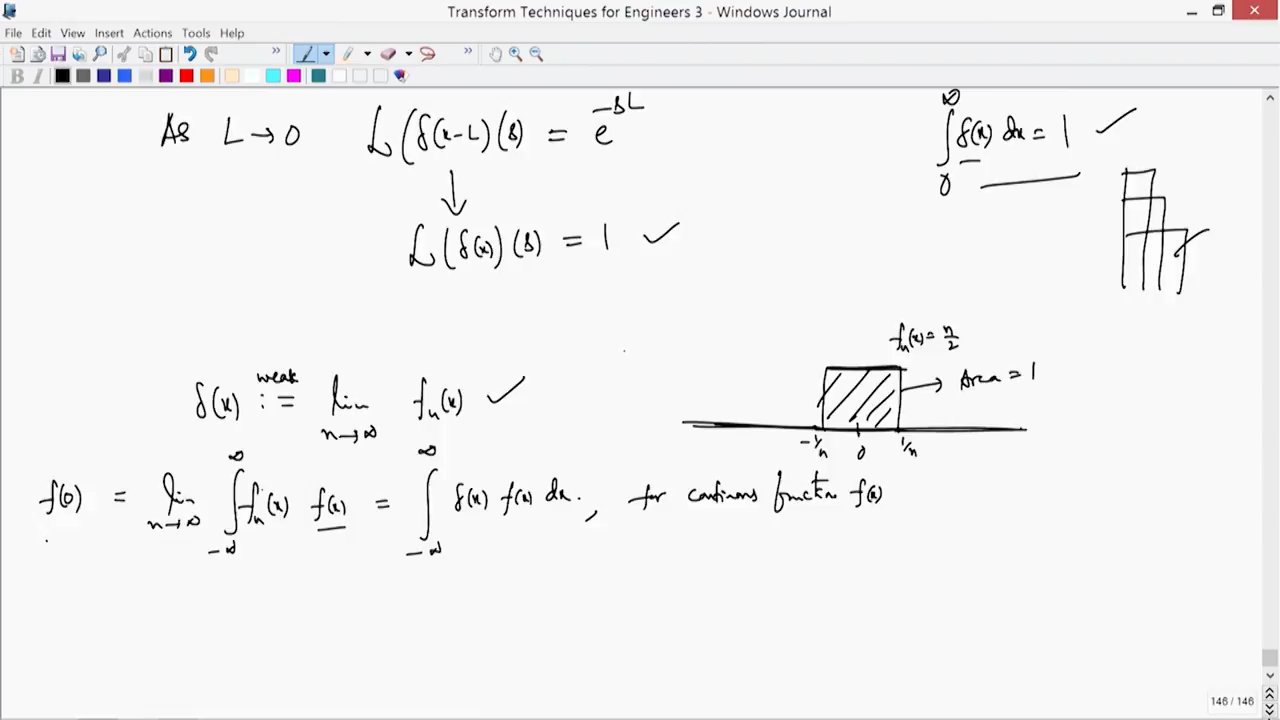 Transform Techniques for Engineers 3 - Windows Journal
File Edit View Insert Actions Tools Help
As L→0 ℒ(δ(x-L)(s) = e^{-sL}
∫_0^∞ δ(x) dx = 1 ✓
↓
ℒ(δ(x))(s) = 1 ✓
f_n(x) = n/2
Area = 1
-1/n 0 1/n
δ(x) weak := lim_{n→∞} f_n(x) ✓
f(0) = lim_{n→∞} ∫_{-∞}^{∞} f_n(x) f(x) = ∫_{-∞}^{∞} δ(x) f(x) dx. , for continuous function f(x)
146 / 146